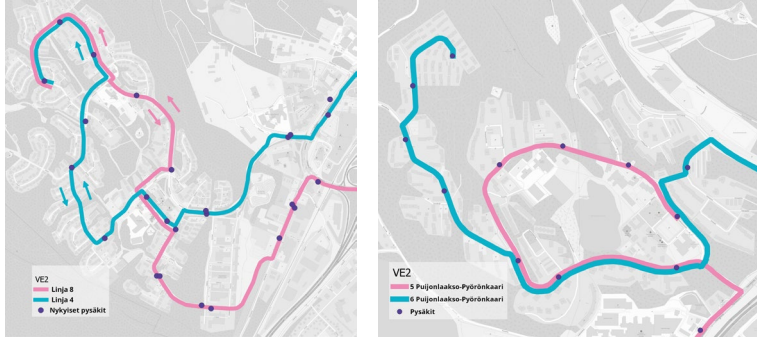 VE2
Linja 8
Linja 4
Nykyiset pysäkit
VE2
5 Puijonlaakso-Pyörönkaari
6 Puijonlaakso-Pyörönkaari
Pysäkit